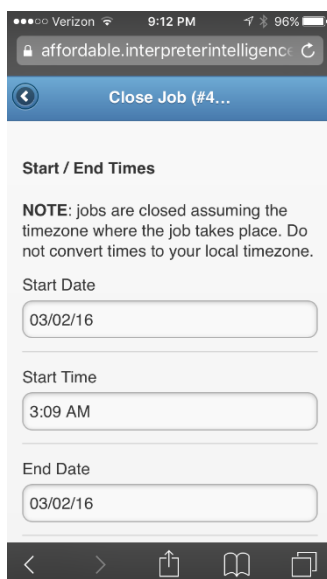 Verizon 9:12 PM 96%
affordable.interpreterintelligence
Close Job (#4...
Start / End Times
NOTE: jobs are closed assuming the
timezone where the job takes place. Do
not convert times to your local timezone.
Start Date
03/02/16
Start Time
3:09 AM
End Date
03/02/16